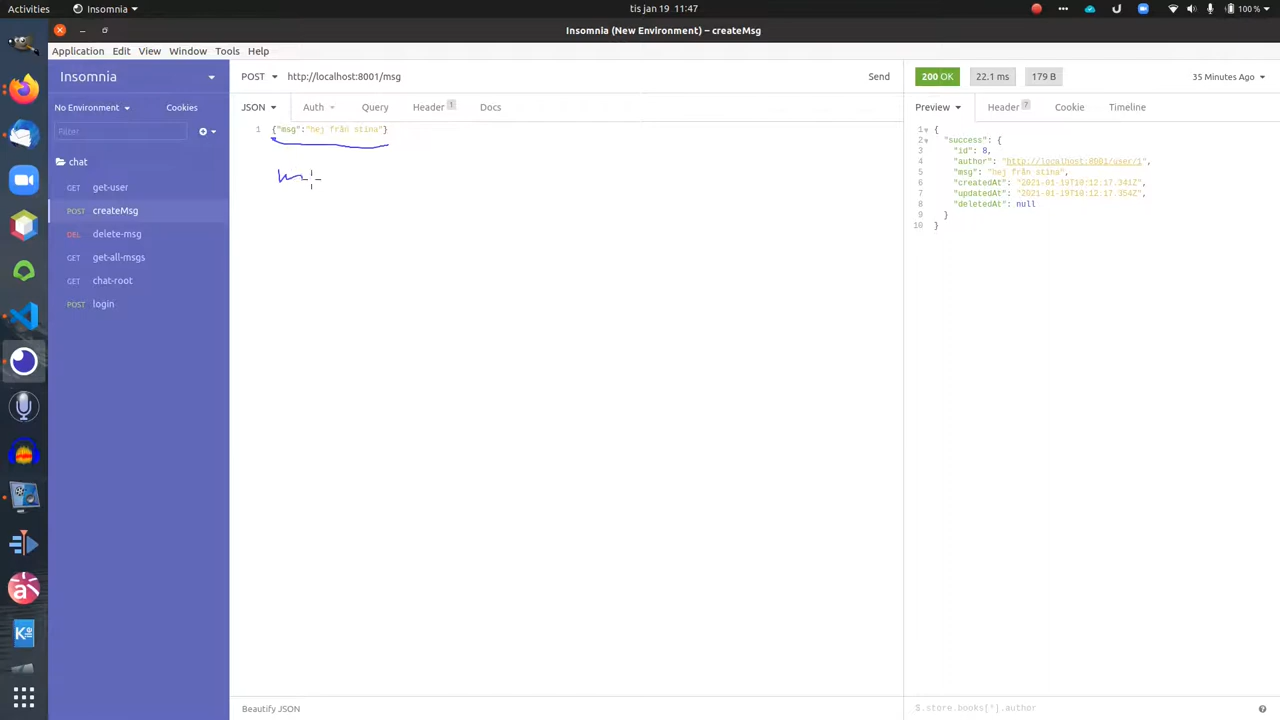 Activities Insomnia tis jan 19 11:47 100 %
Insomnia (New Environment) – createMsg
Application Edit View Window Tools Help
Insomnia POST http://localhost:8001/msg Send 200 OK 22.1 ms 179 B 35 Minutes Ago
No Environment Cookies JSON Auth Query Header 1 Docs Preview Header 7 Cookie Timeline
Filter
1 {"msg":"hej från stina"}
chat
GET get-user
POST createMsg
DEL delete-msg
GET get-all-msgs
GET chat-root
POST login
1 {
2 "success": {
3 "id": 8,
4 "author": "http://localhost:8001/user/1",
5 "msg": "hej från stina",
6 "createdAt": "2021-01-19T10:12:17.341Z",
7 "updatedAt": "2021-01-19T10:12:17.354Z",
8 "deletedAt": null
9 }
10 }
Beautify JSON $.store.books[*].author